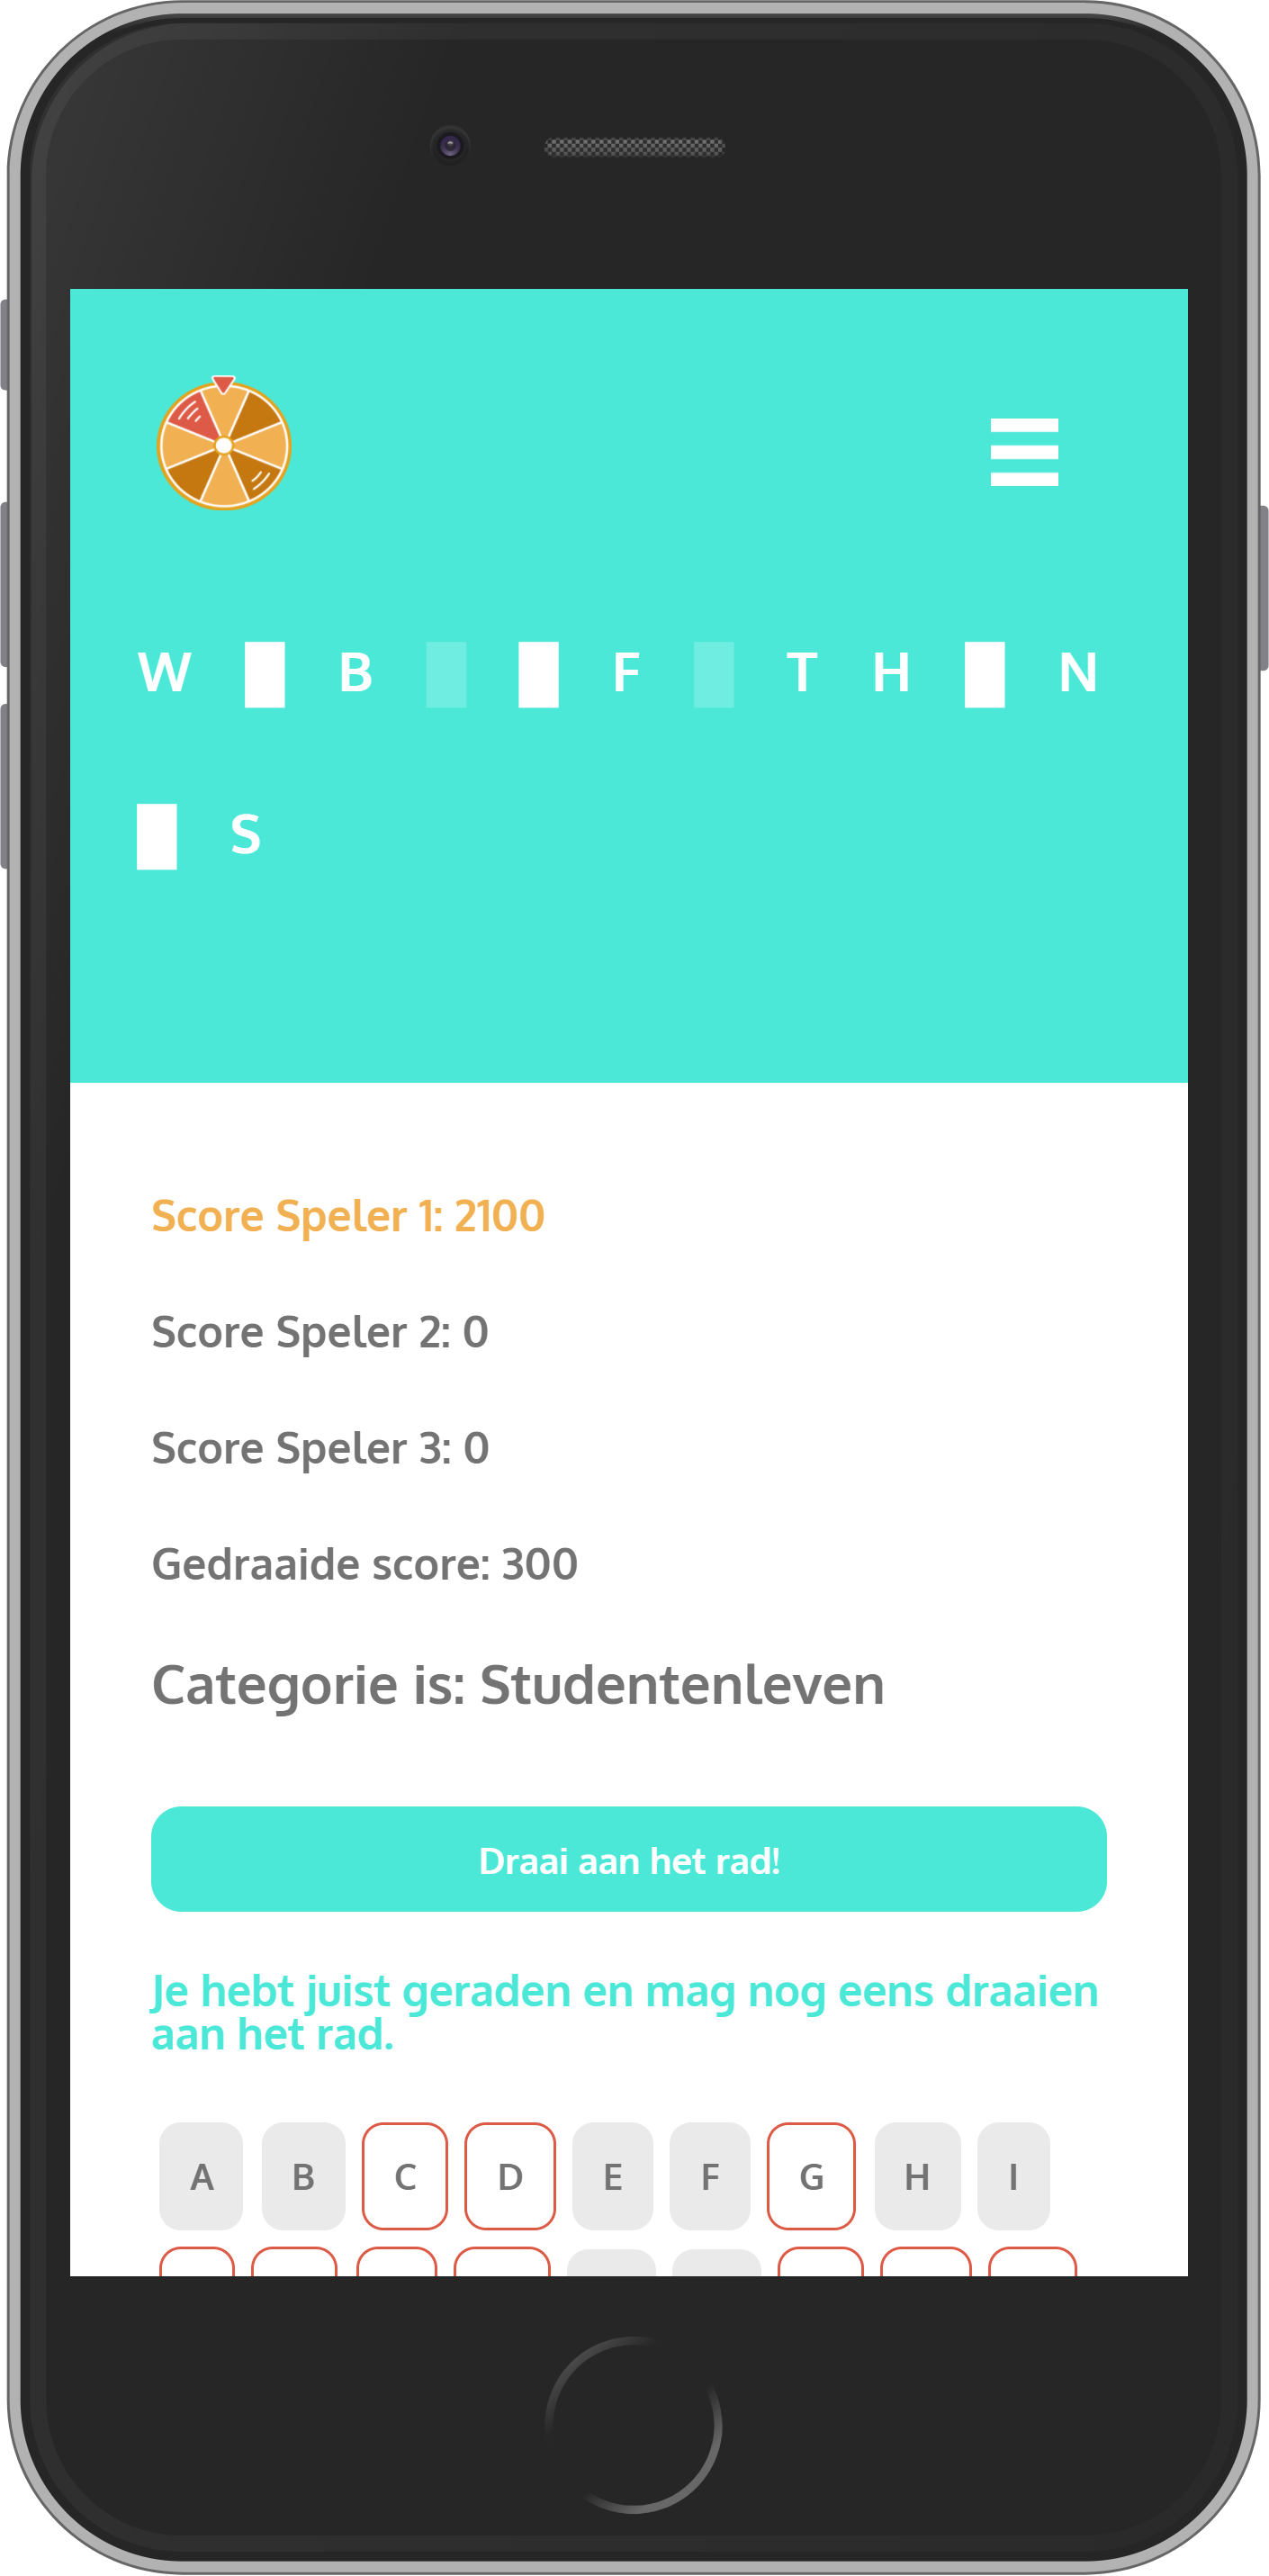 W B F T H N
S
Score Speler 1: 2100
Score Speler 2: 0
Score Speler 3: 0
Gedraaide score: 300
Categorie is: Studentenleven
Draai aan het rad!
Je hebt juist geraden en mag nog eens draaien
aan het rad.
A B C D E F G H I